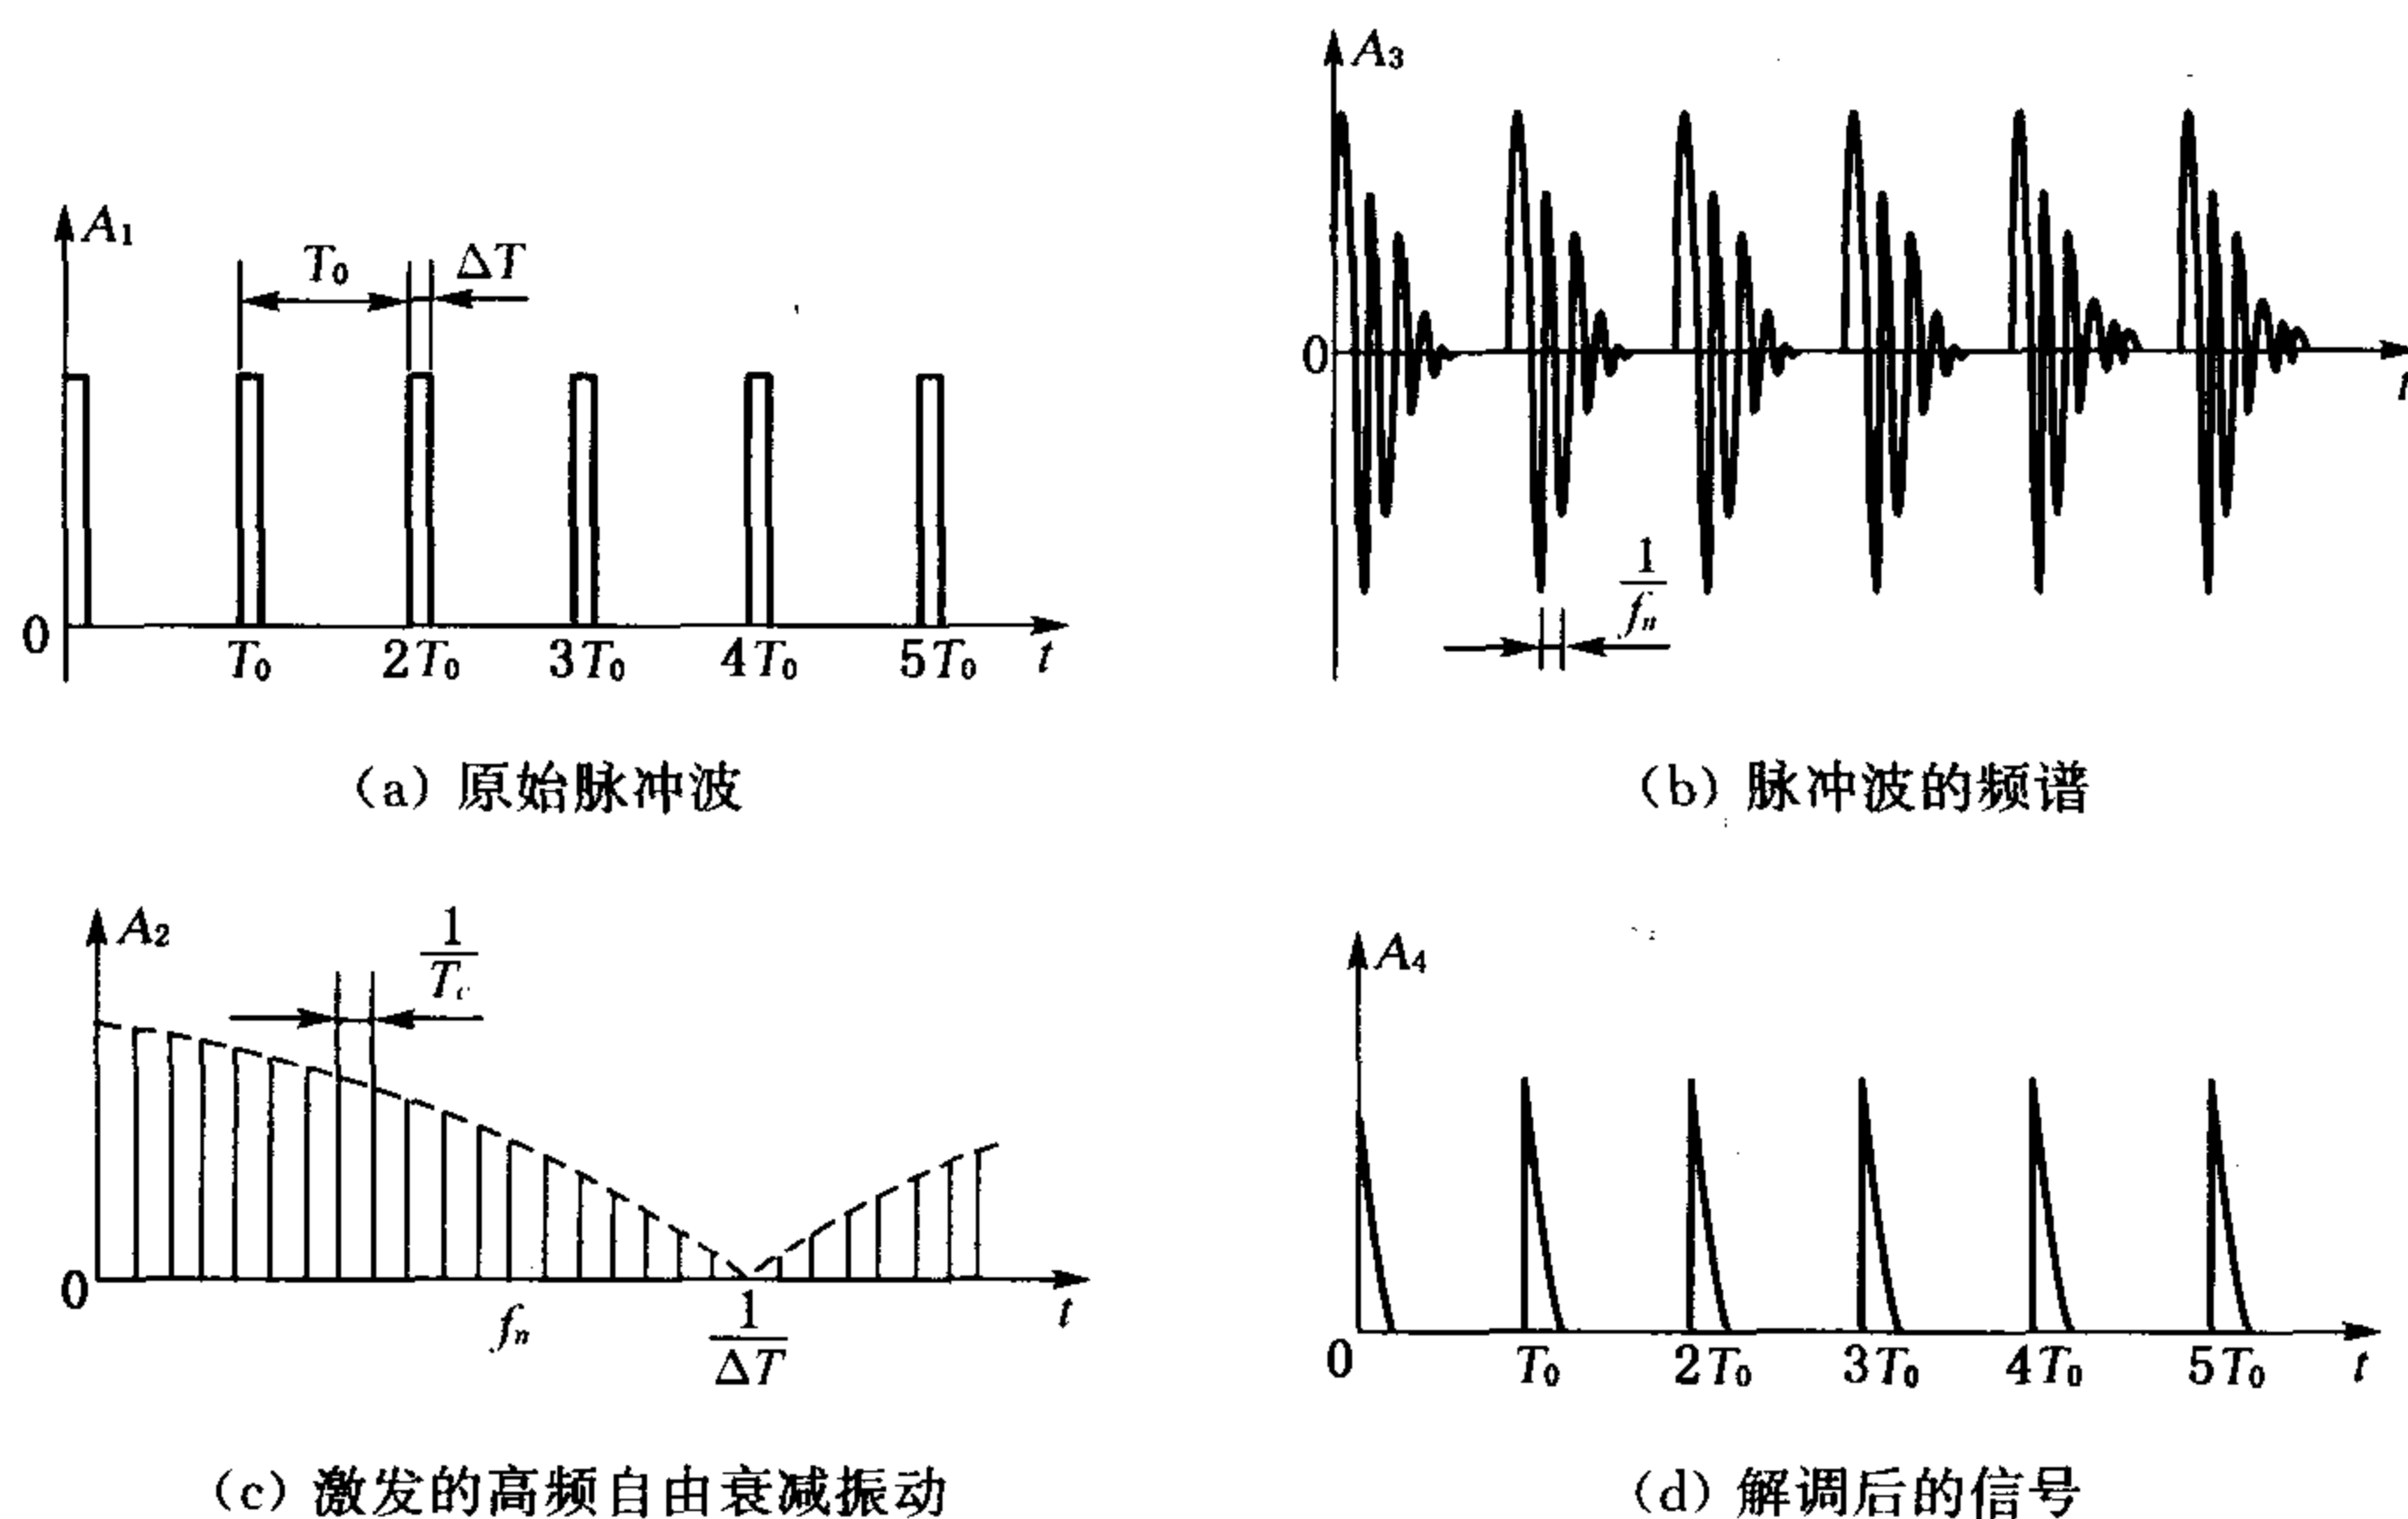 A₁
T₀ ΔT
0
T₀ 2T₀ 3T₀ 4T₀ 5T₀ t
(a) 原始脉冲波
A₃
0
t
1/fₙ
(b) 脉冲波的频谱
A₂
1/T꜀
0
fₙ 1/ΔT t
(c) 激发的高频自由衰减振动
A₄
0 T₀ 2T₀ 3T₀ 4T₀ 5T₀ t
(d) 解调后的信号